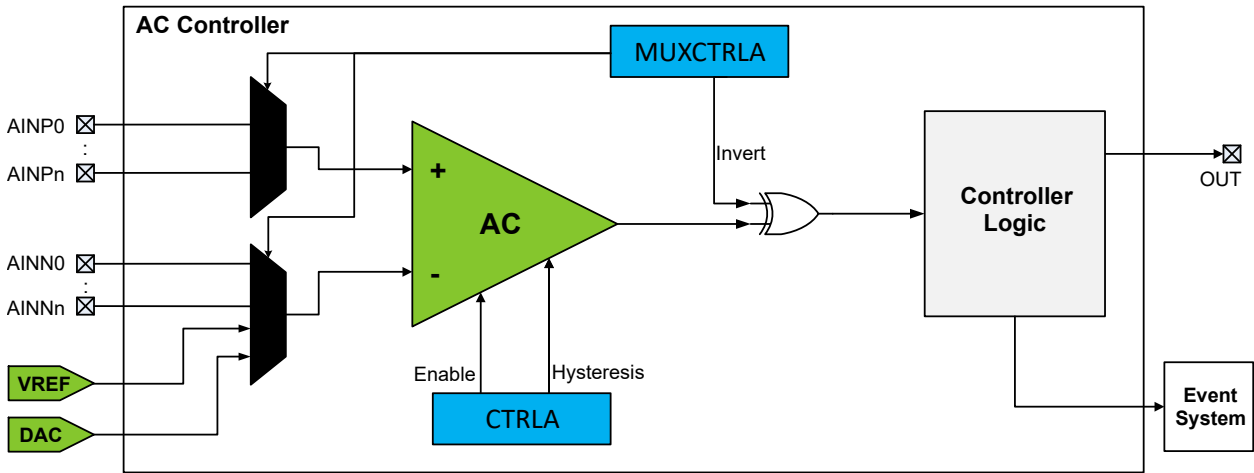 AC Controller
MUXCTRLA
AINP0
:
AINPn
Invert
+
AC
-
Controller
Logic
OUT
AINN0
:
AINNn
VREF
DAC
Enable
Hysteresis
CTRLA
Event
System